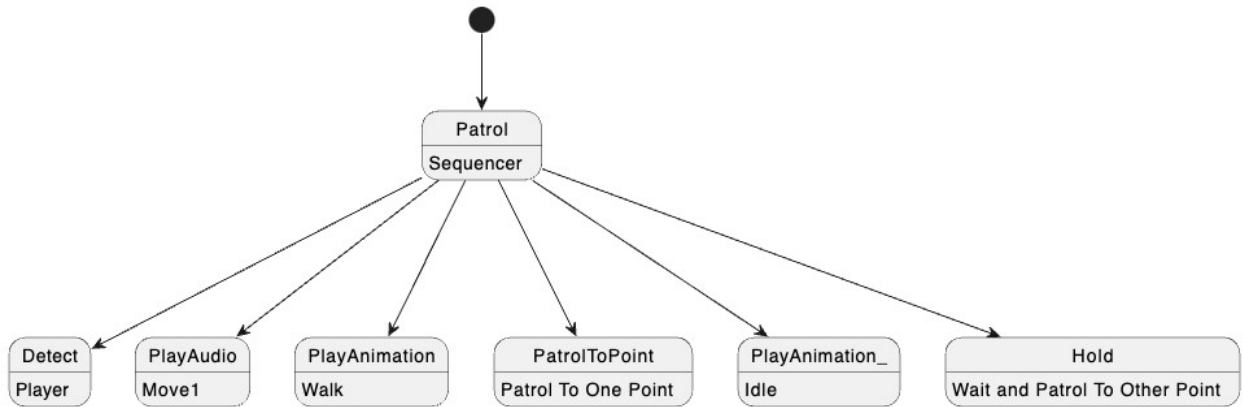 Patrol
Sequencer
Detect
Player
PlayAudio
Move1
PlayAnimation
Walk
PatrolToPoint
Patrol To One Point
PlayAnimation_
Idle
Hold
Wait and Patrol To Other Point